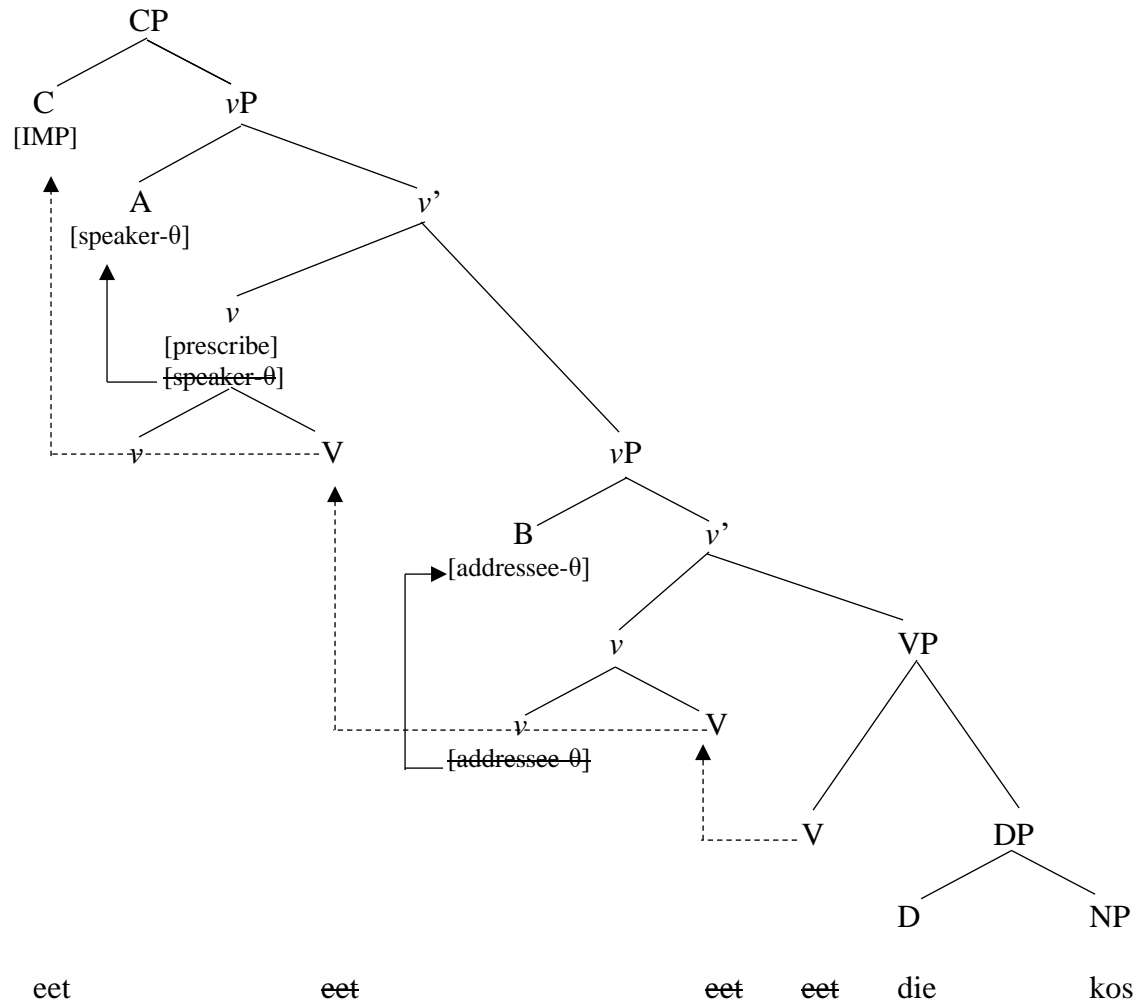 CP
C vP
[IMP]
A v’
[speaker-θ]
v
[prescribe]
[speaker-θ]
v V vP
B v’
[addressee-θ]
v VP
v V
[addressee-θ]
V DP
D NP
eet eet eet eet die kos